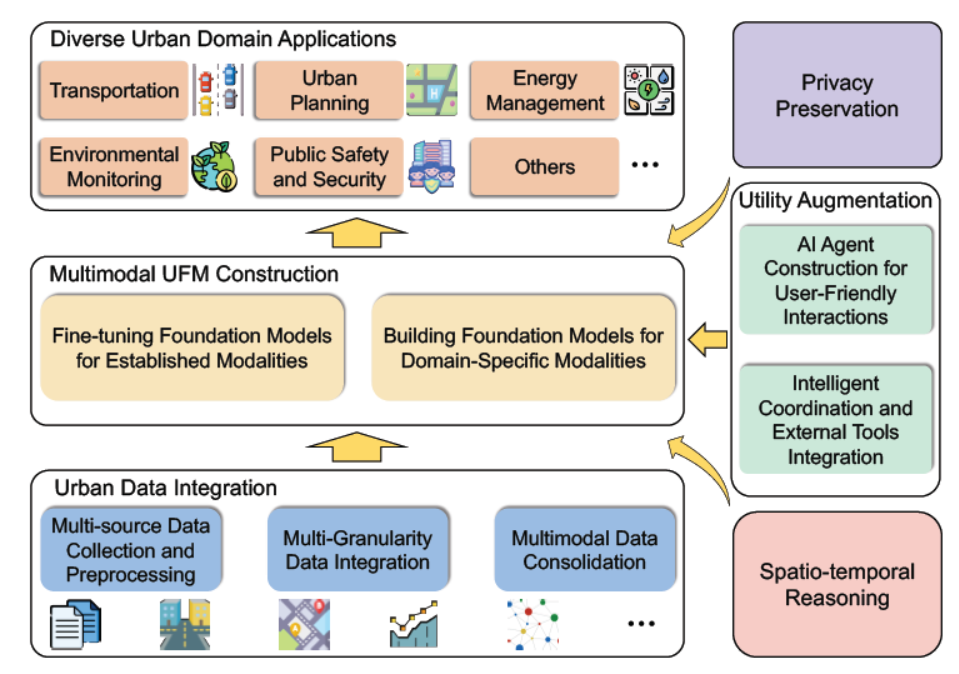 Diverse Urban Domain Applications
Transportation
Urban
Planning
Energy
Management
Environmental
Monitoring
Public Safety
and Security
Others
...
Multimodal UFM Construction
Fine-tuning Foundation Models
for Established Modalities
Building Foundation Models for
Domain-Specific Modalities
Urban Data Integration
Multi-source Data
Collection and
Preprocessing
Multi-Granularity
Data Integration
Multimodal Data
Consolidation
...
Privacy
Preservation
Utility Augmentation
AI Agent
Construction for
User-Friendly
Interactions
Intelligent
Coordination and
External Tools
Integration
Spatio-temporal
Reasoning